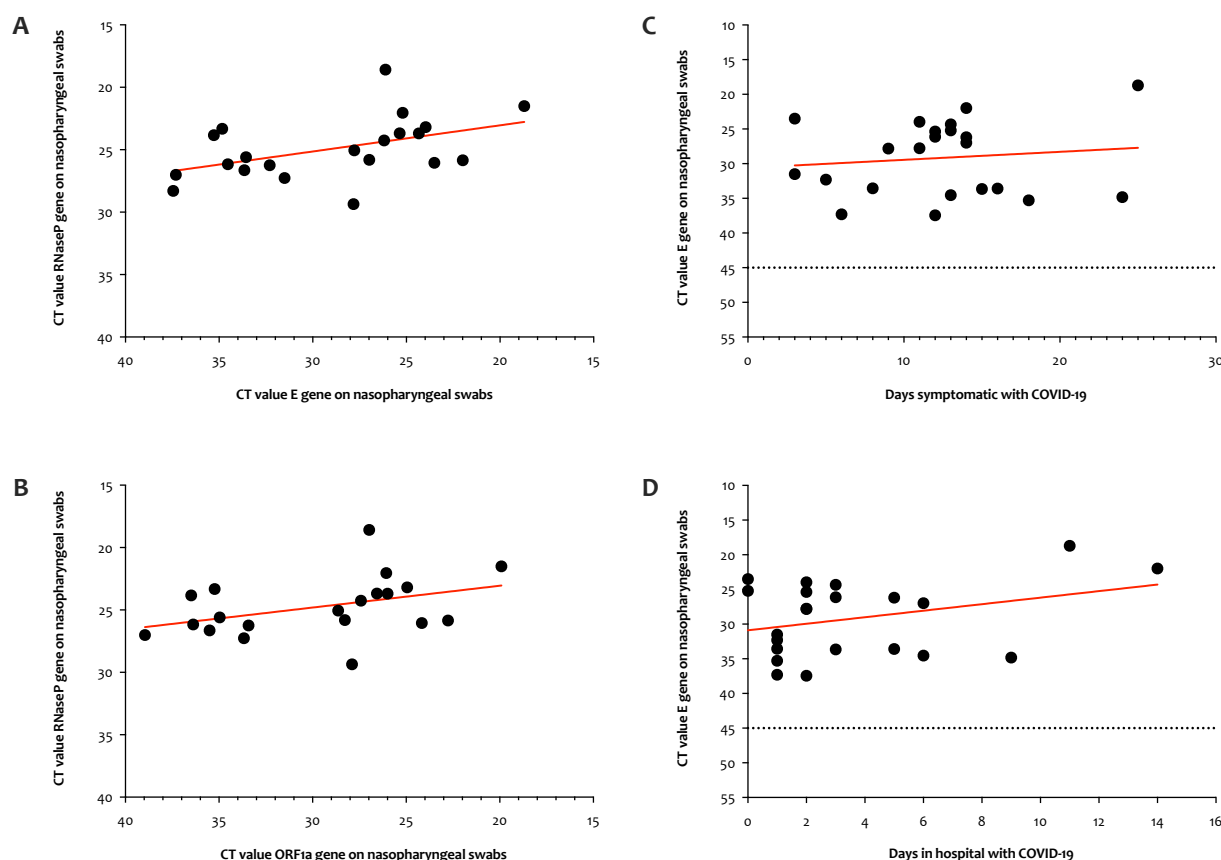 A
CT value RNaseP gene on nasopharyngeal swabs
15
20
25
30
35
40
40 35 30 25 20 15
CT value E gene on nasopharyngeal swabs
C
CT value E gene on nasopharyngeal swabs
10
15
20
25
30
35
40
45
50
55
0 10 20 30
Days symptomatic with COVID-19
B
CT value RNaseP gene on nasopharyngeal swabs
15
20
25
30
35
40
40 35 30 25 20 15
CT value ORF1a gene on nasopharyngeal swabs
D
CT value E gene on nasopharyngeal swabs
10
15
20
25
30
35
40
45
50
55
0 2 4 6 8 10 12 14 16
Days in hospital with COVID-19